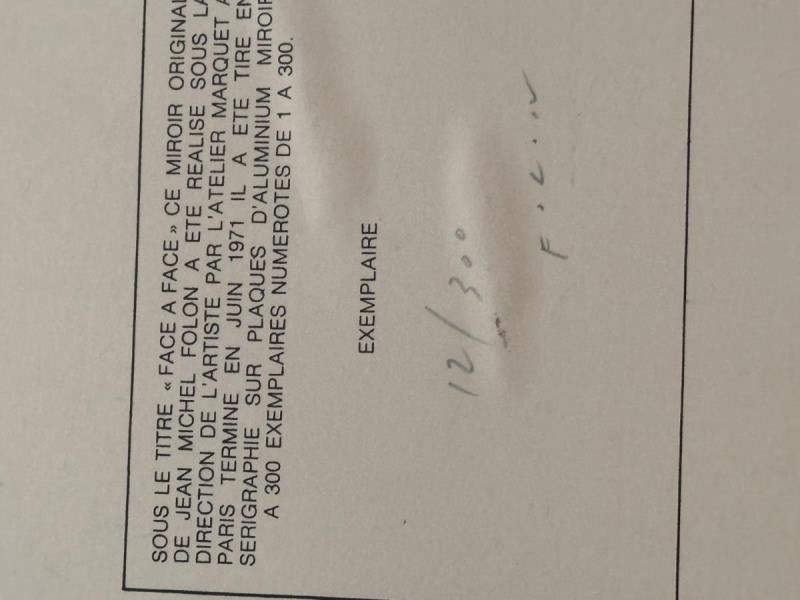 SOUS LE TITRE « FACE A FACE » CE MIROIR ORIGINAL
DE JEAN MICHEL FOLON A ETE REALISE SOUS LA
DIRECTION DE L'ARTISTE PAR L'ATELIER MARQUET A
PARIS TERMINE EN JUIN 1971 IL A ETE TIRE EN
SERIGRAPHIE SUR PLAQUES D'ALUMINIUM MIROIR
A 300 EXEMPLAIRES NUMEROTES DE 1 A 300.
EXEMPLAIRE
12/300